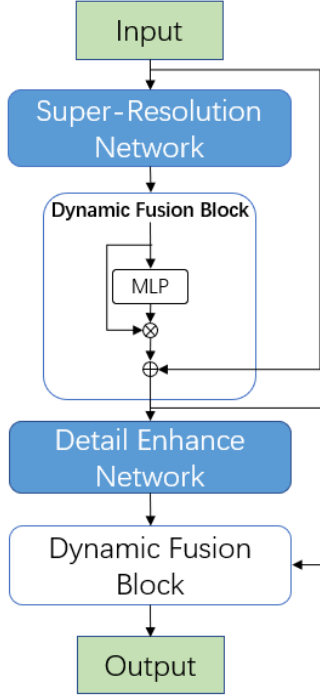 Input
Super-Resolution
Network
Dynamic Fusion Block
MLP
Detail Enhance
Network
Dynamic Fusion
Block
Output